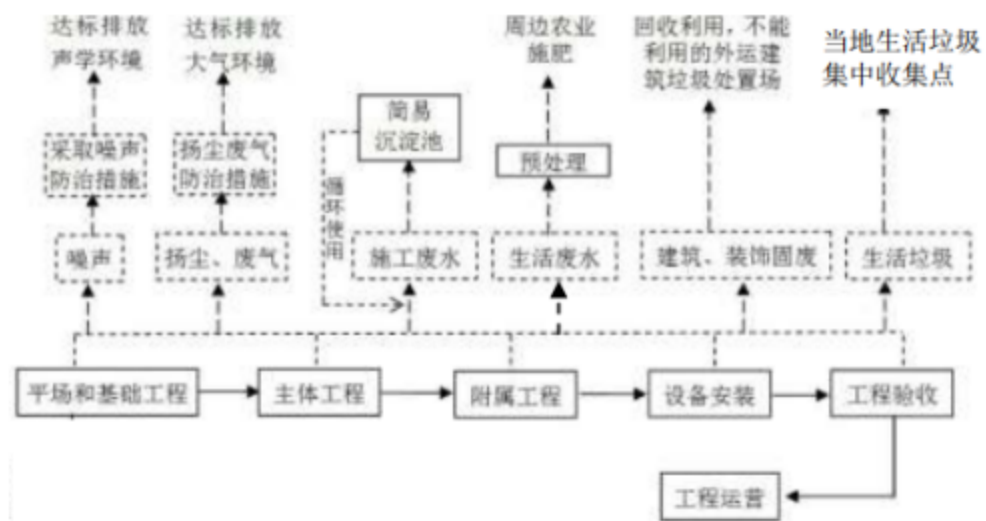 达标排放
声学环境
达标排放
大气环境
周边农业
施肥
回收利用，不能
利用的外运建
筑垃圾处置场
当地生活垃圾
集中收集点
简易
沉淀池
采取噪声
防治措施
扬尘废气
防治措施
循环使用
预处理
噪声
扬尘、废气
施工废水
生活废水
建筑、装饰固废
生活垃圾
平场和基础工程
主体工程
附属工程
设备安装
工程验收
工程运营